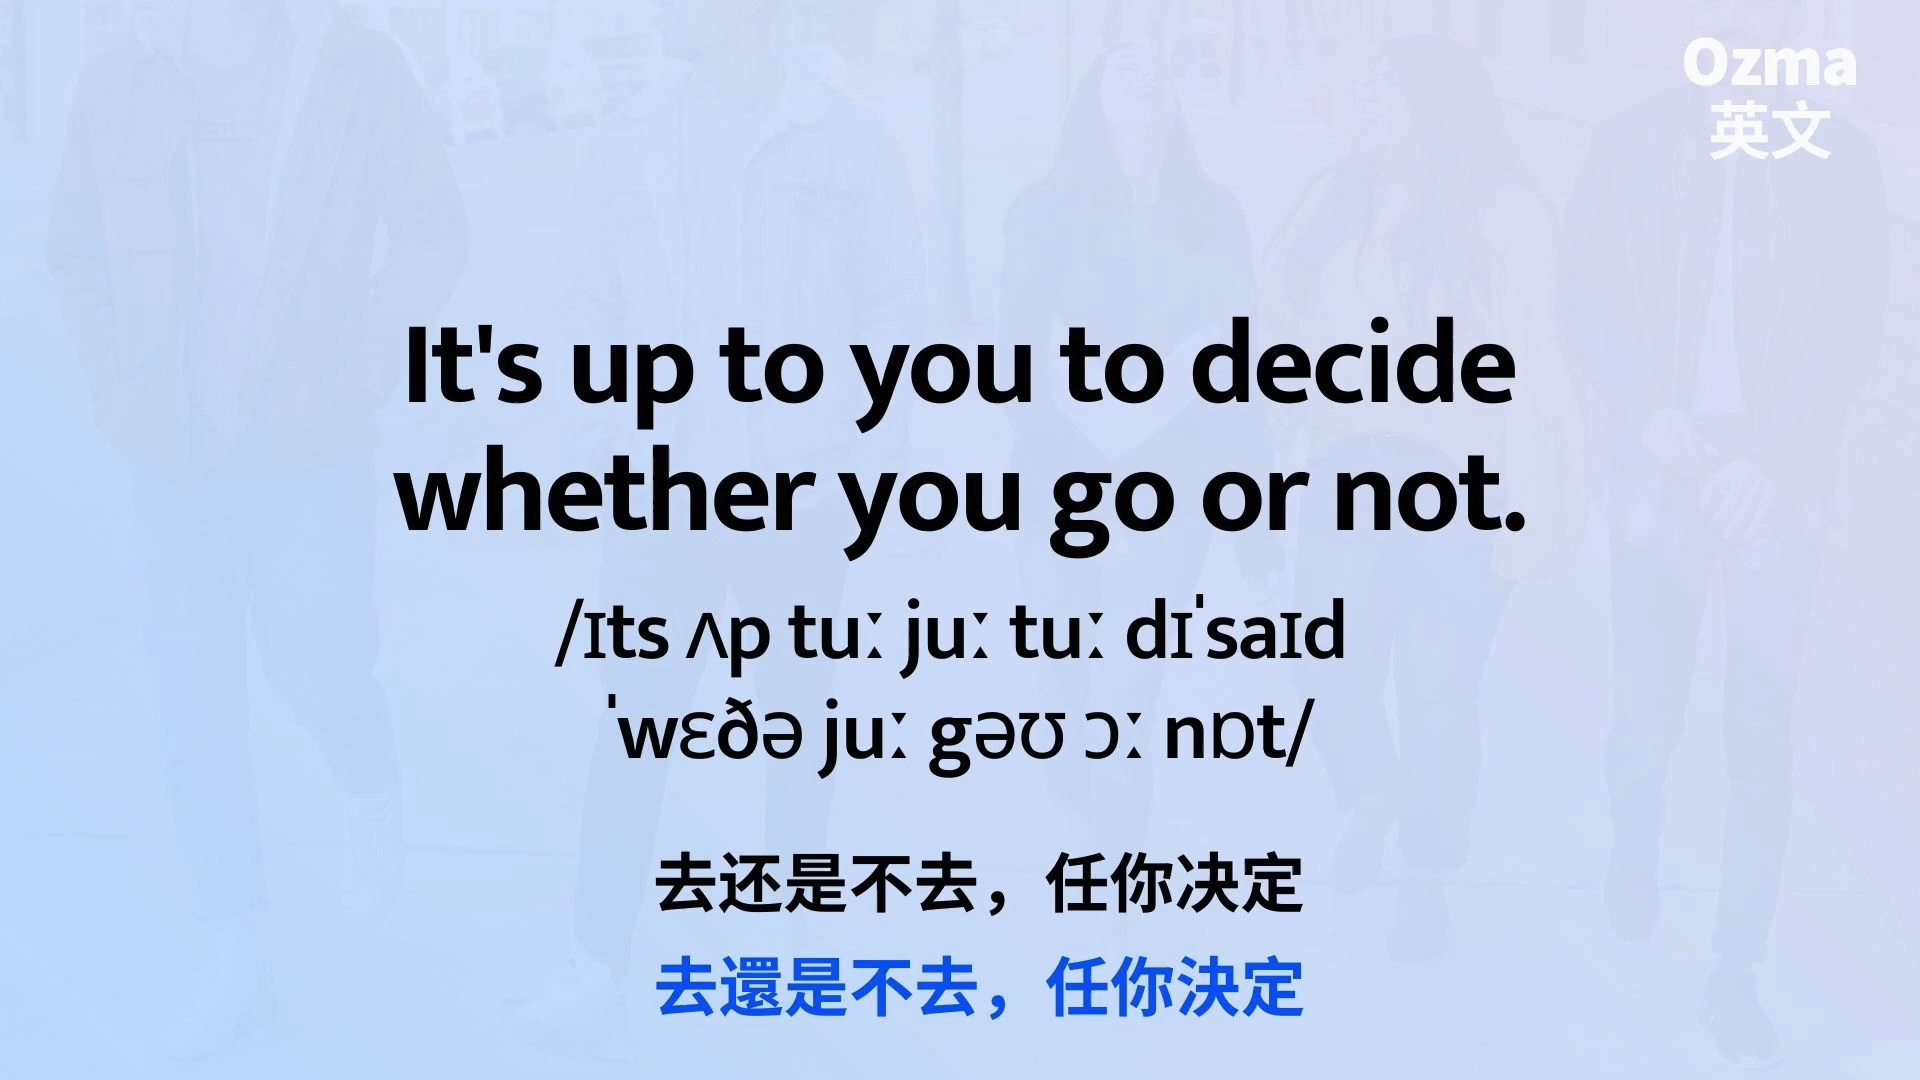 Ozma
英文
It's up to you to decide
whether you go or not.
/ɪts ʌp tuː juː tuː dɪˈsaɪd
ˈwɛðə juː gəʊ ɔː nɒt/
去还是不去，任你决定
去還是不去，任你決定